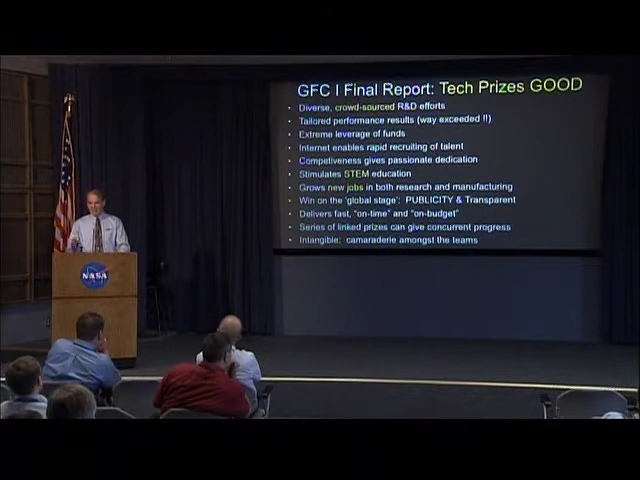 GFC I Final Report: Tech Prizes GOOD
• Diverse, crowd-sourced R&D efforts
• Tailored performance results (way exceeded !!)
• Extreme leverage of funds
• Internet enables rapid recruiting of talent
• Competiveness gives passionate dedication
• Stimulates STEM education
• Grows new jobs in both research and manufacturing
• Win on the 'global stage': PUBLICITY & Transparent
• Delivers fast, "on-time" and "on-budget"
• Series of linked prizes can give concurrent progress
• Intangible: camaraderie amongst the teams
NASA